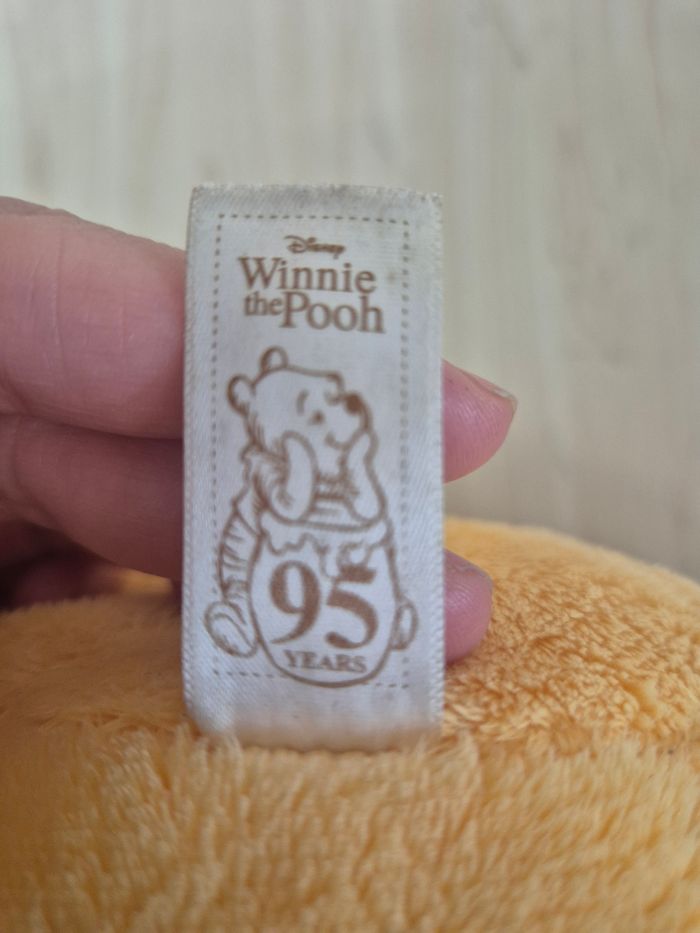 Disney
Winnie
the Pooh
95
YEARS